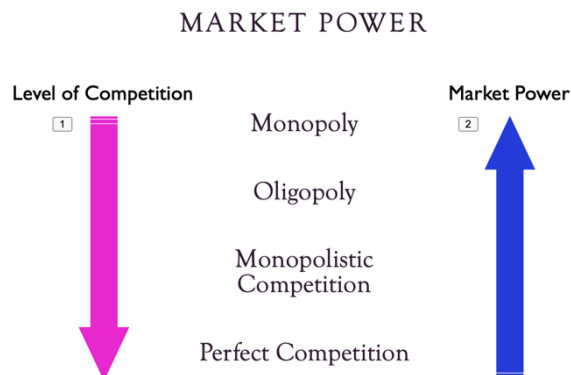 MARKET POWER
Level of Competition
Market Power
1
2
Monopoly
Oligopoly
Monopolistic
Competition
Perfect Competition